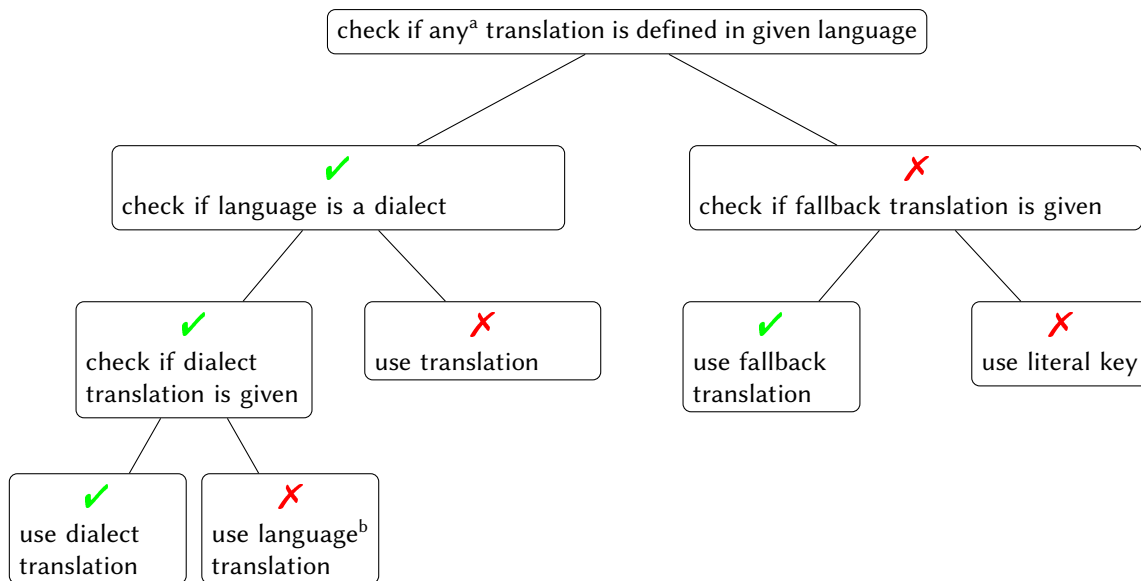 check if anyᵃ translation is defined in given language
✓
check if language is a dialect
✗
check if fallback translation is given
✓
check if dialect
translation is given
✗
use translation
✓
use fallback
translation
✗
use literal key
✓
use dialect
translation
✗
use languageᵇ
translation